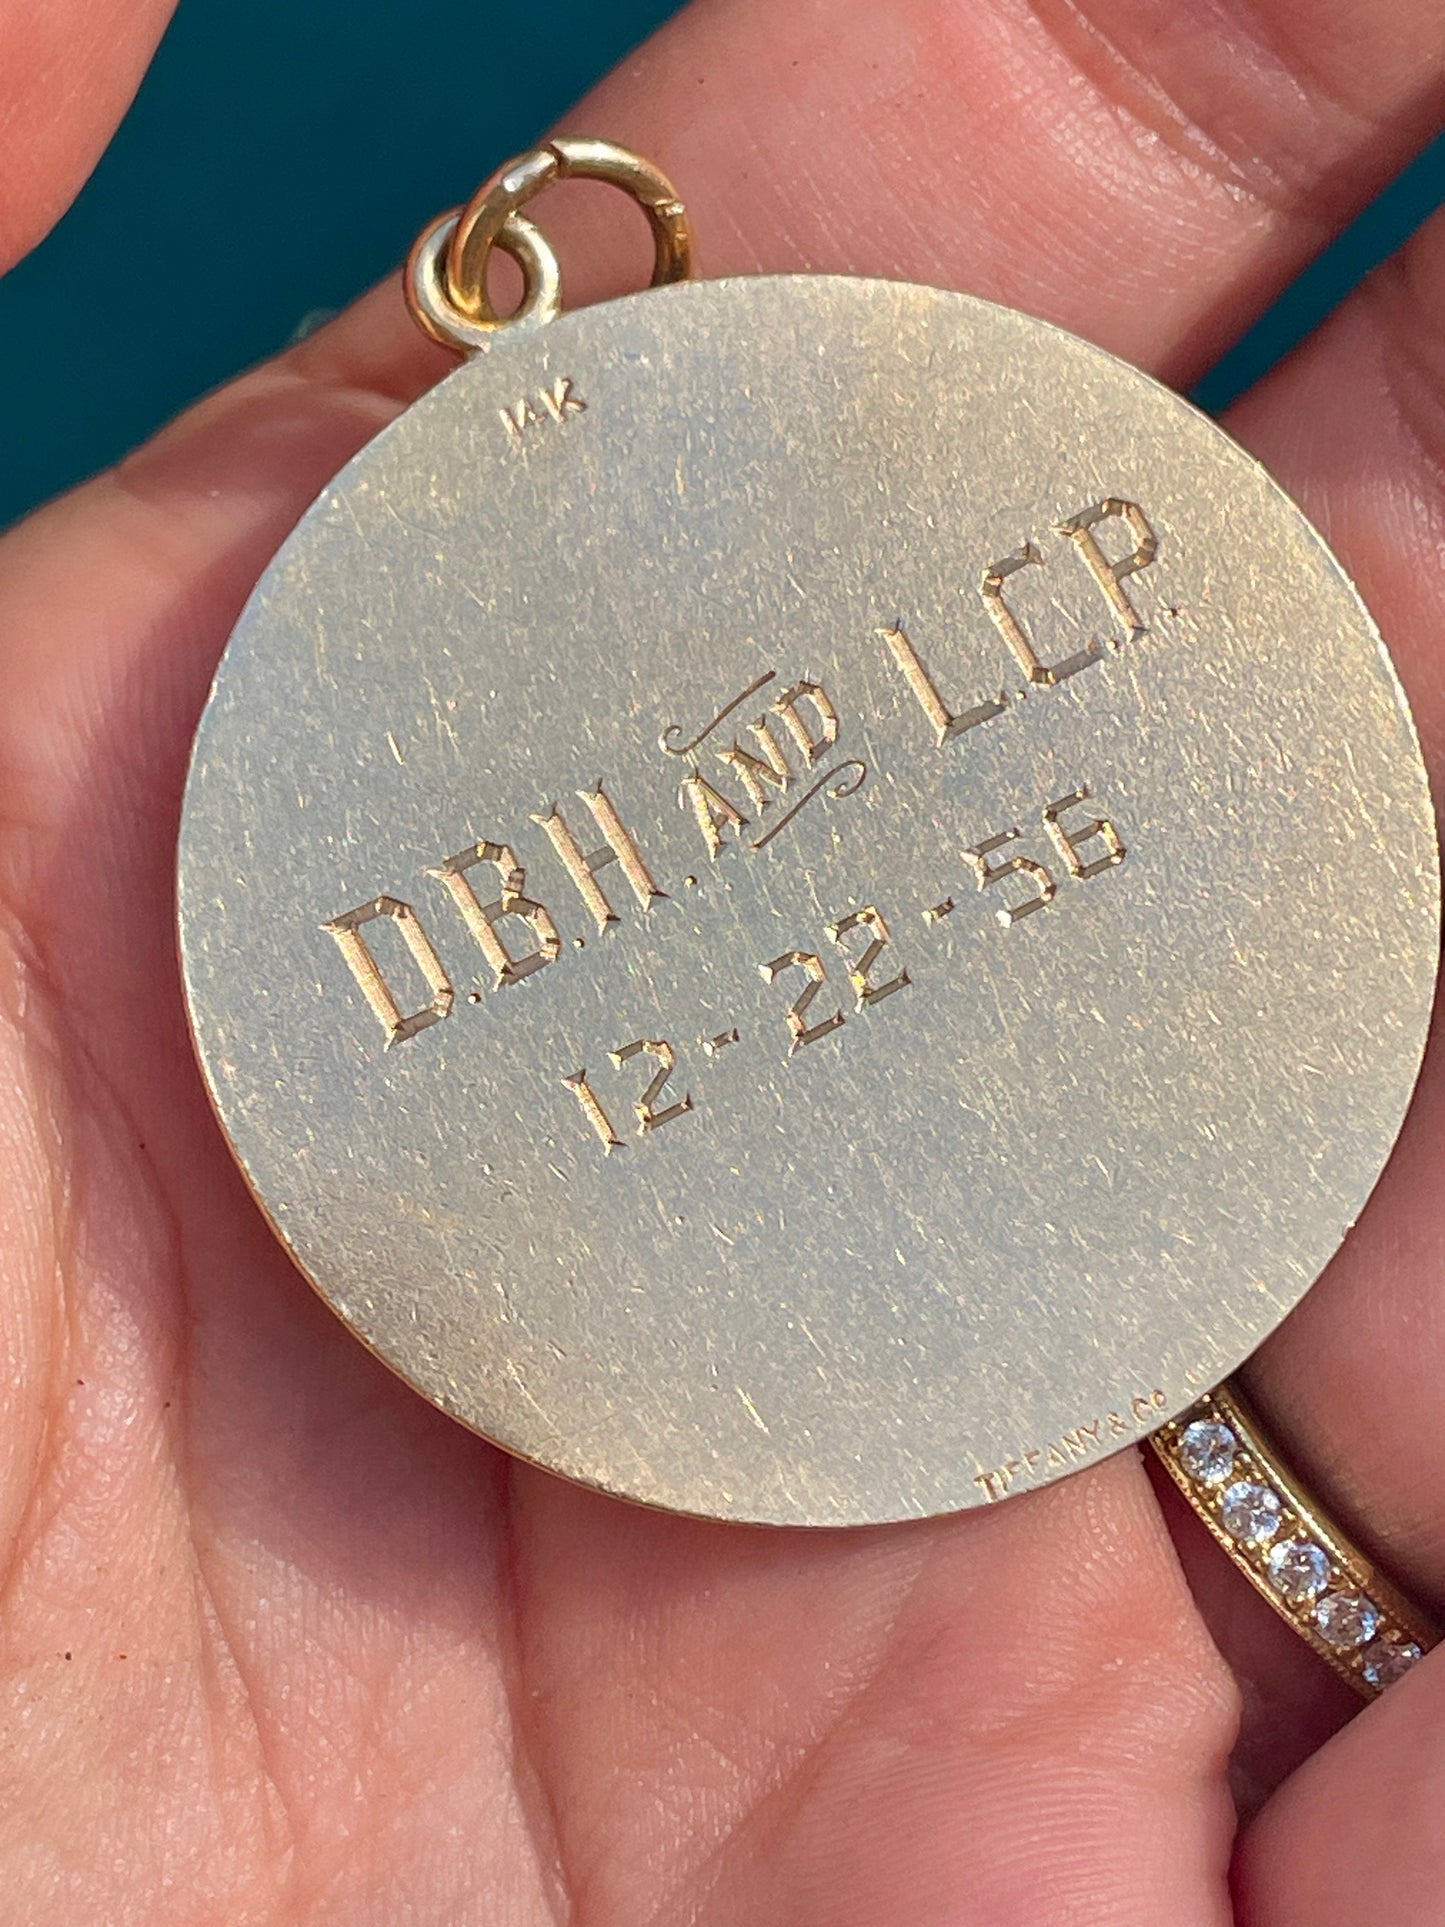 14K
D.B.H. AND L.C.P.
12-22-56
TIFFANY & CO